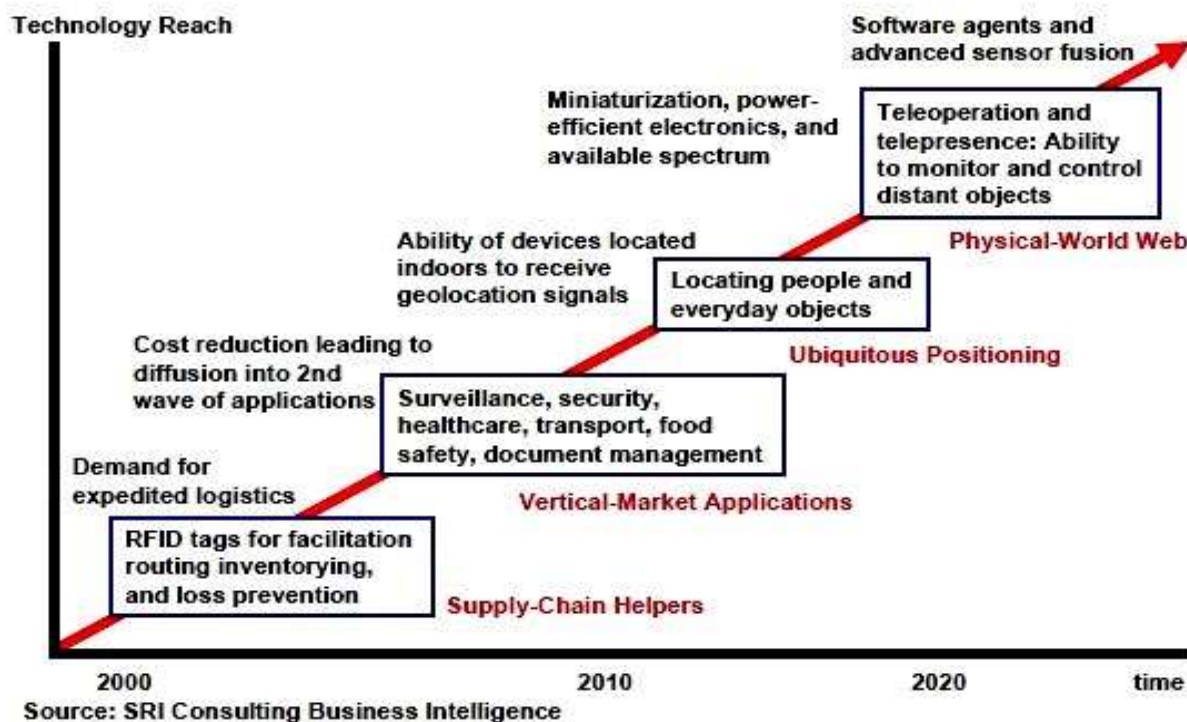 Technology Reach
Software agents and
advanced sensor fusion
Miniaturization, power-
efficient electronics, and
available spectrum
Teleoperation and
telepresence: Ability
to monitor and control
distant objects
Physical-World Web
Ability of devices located
indoors to receive
geolocation signals
Locating people and
everyday objects
Ubiquitous Positioning
Cost reduction leading to
diffusion into 2nd
wave of applications
Surveillance, security,
healthcare, transport, food
safety, document management
Vertical-Market Applications
Demand for
expedited logistics
RFID tags for facilitation
routing inventorying,
and loss prevention
Supply-Chain Helpers
2000 2010 2020 time
Source: SRI Consulting Business Intelligence